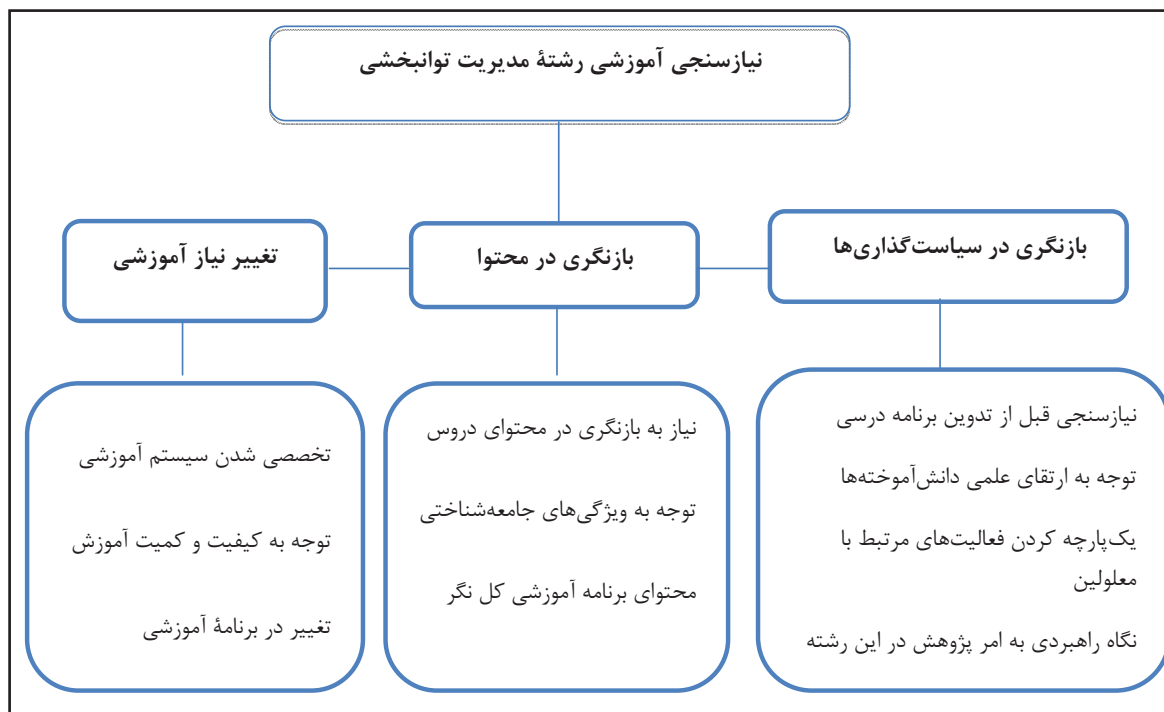 نیازسنجی آموزشی رشتهٔ مدیریت توانبخشی
بازنگری در سیاست‌گذاری‌ها
بازنگری در محتوا
تغییر نیاز آموزشی
نیازسنجی قبل از تدوین برنامه درسی
توجه به ارتقای علمی دانش‌آموخته‌ها
یک‌پارچه کردن فعالیت‌های مرتبط با
معلولین
نگاه راهبردی به امر پژوهش در این رشته
نیاز به بازنگری در محتوای دروس
توجه به ویژگی‌های جامعه‌شناختی
محتوای برنامه آموزشی کل نگر
تخصصی شدن سیستم آموزشی
توجه به کیفیت و کمیت آموزش
تغییر در برنامهٔ آموزشی